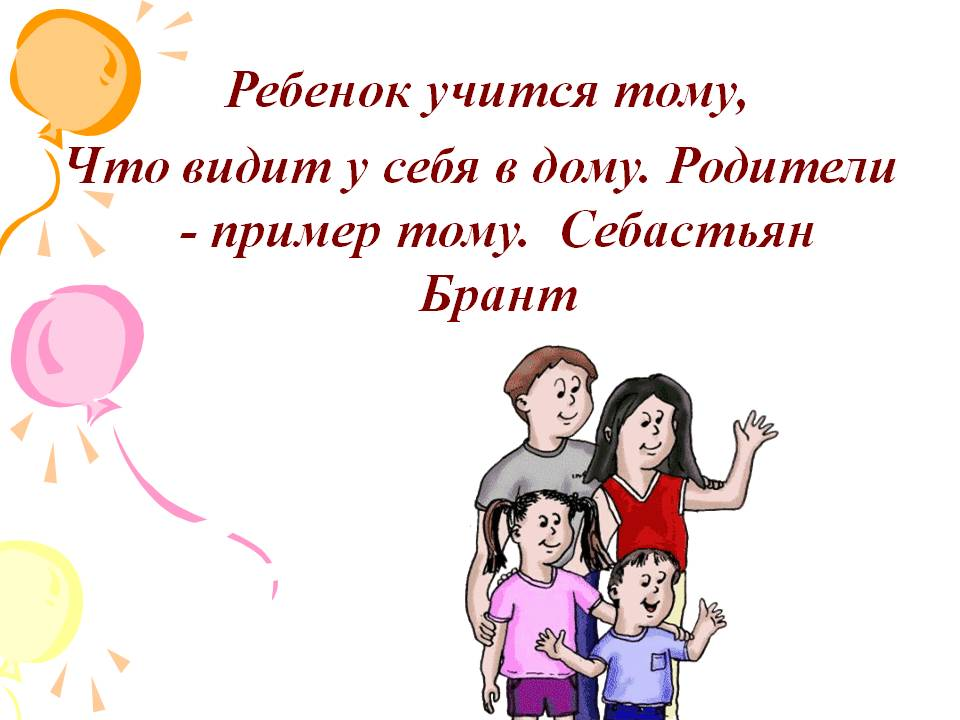 Ребенок учится тому,
Что видит у себя в дому. Родители
- пример тому. Себастьян
Брант